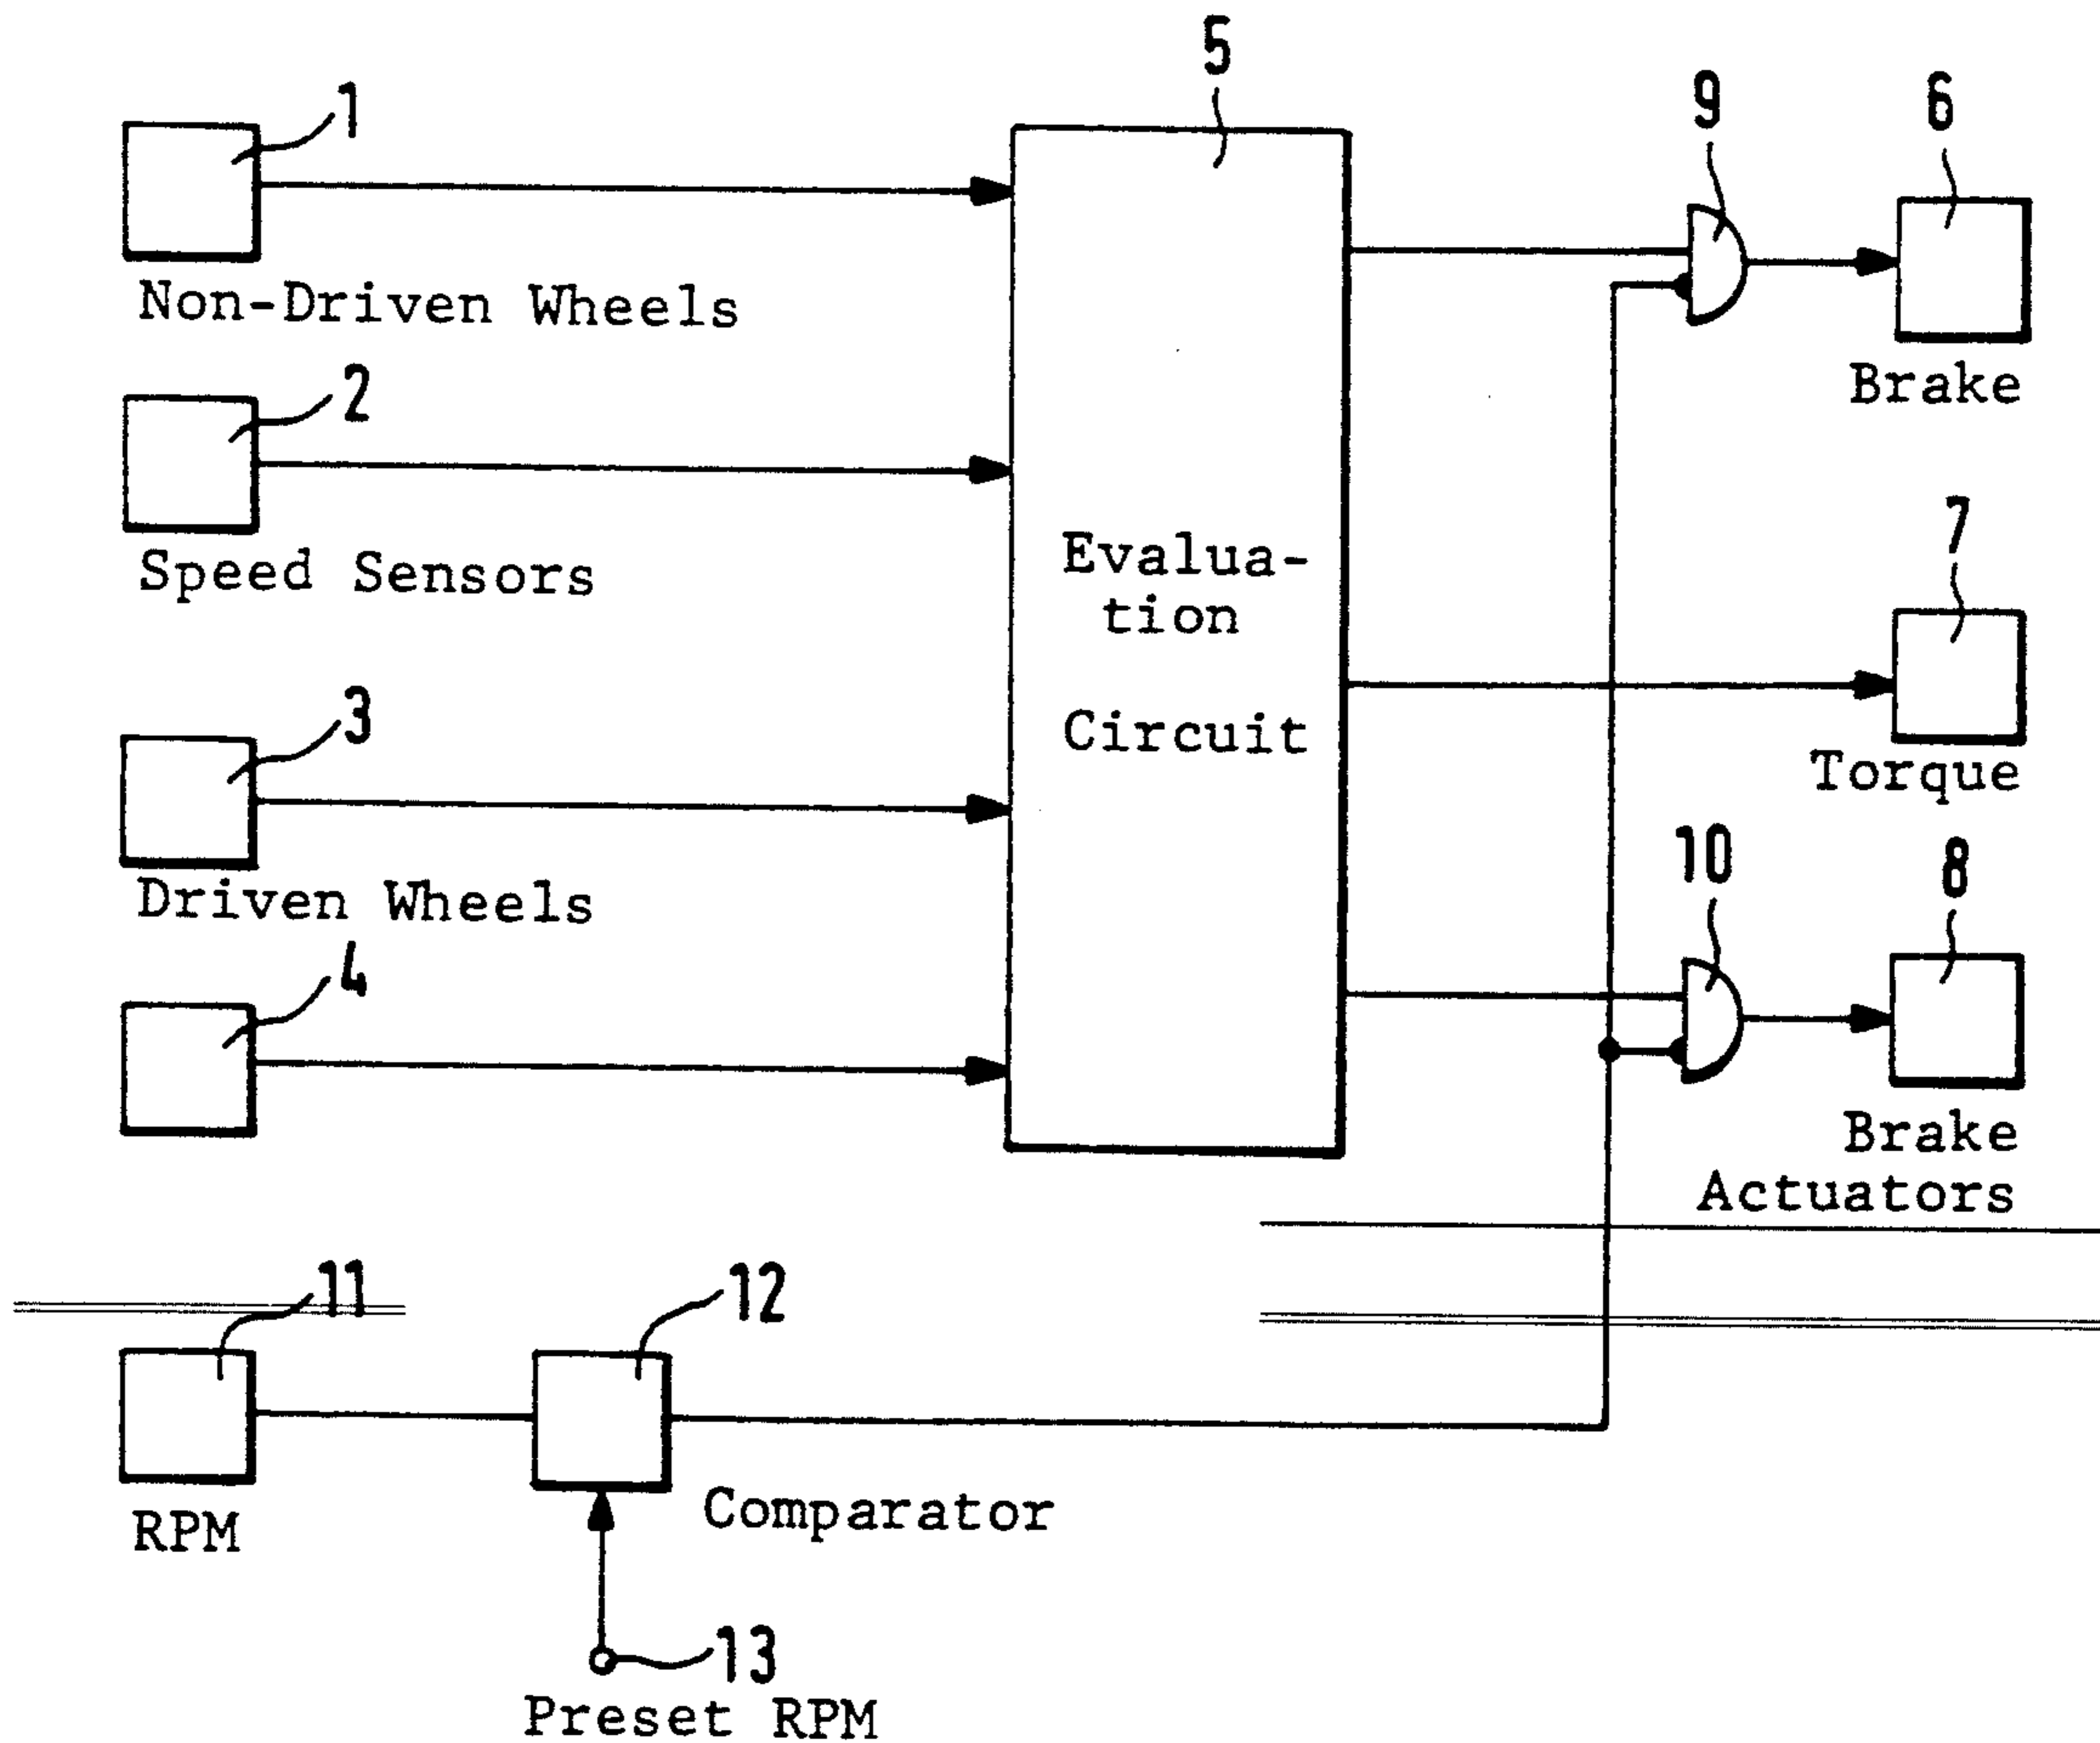 5
9
6
1
Non-Driven Wheels
Brake
2
Speed Sensors
7
Evalua-
tion
Circuit
3
Torque
10
8
Driven Wheels
4
Brake
Actuators
11
12
RPM
Comparator
13
Preset RPM